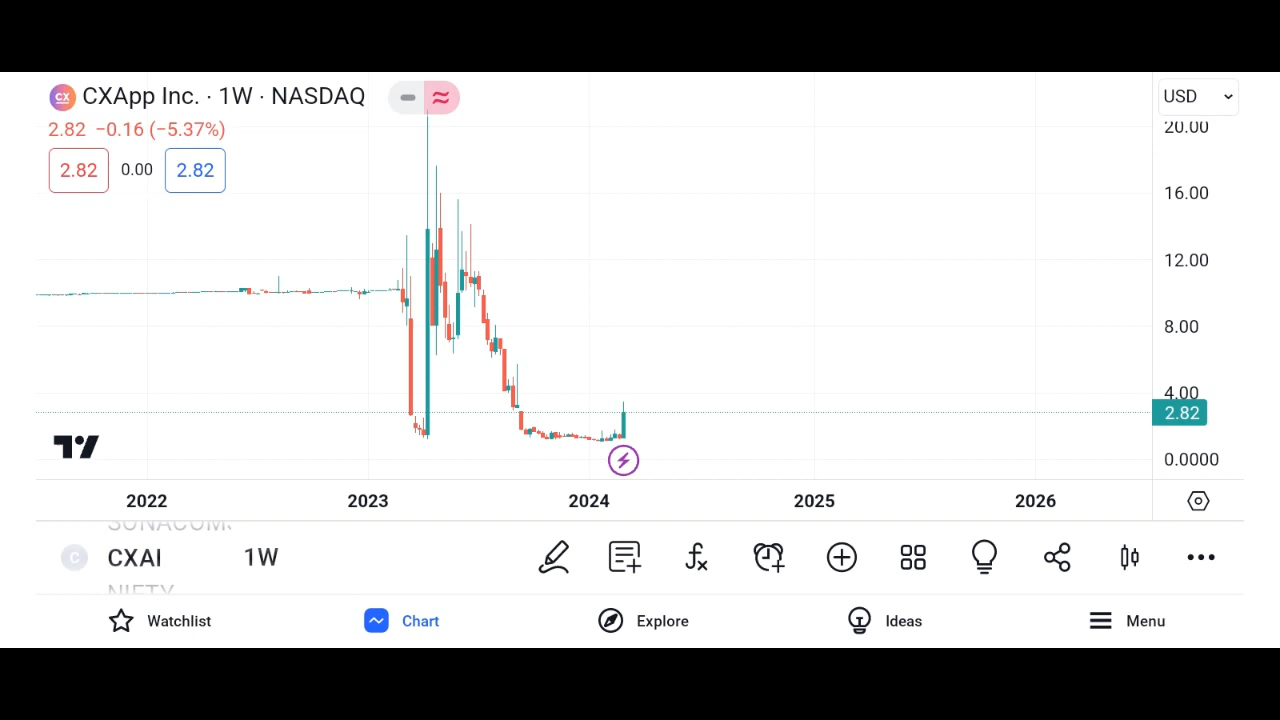 CXApp Inc. · 1W · NASDAQ
USD
2.82 −0.16 (−5.37%)
2.82 0.00 2.82
20.00
16.00
12.00
8.00
4.00
2.82
0.0000
2022 2023 2024 2025 2026
SONACOMS
CXAI 1W
NIFTY
Watchlist Chart Explore Ideas Menu